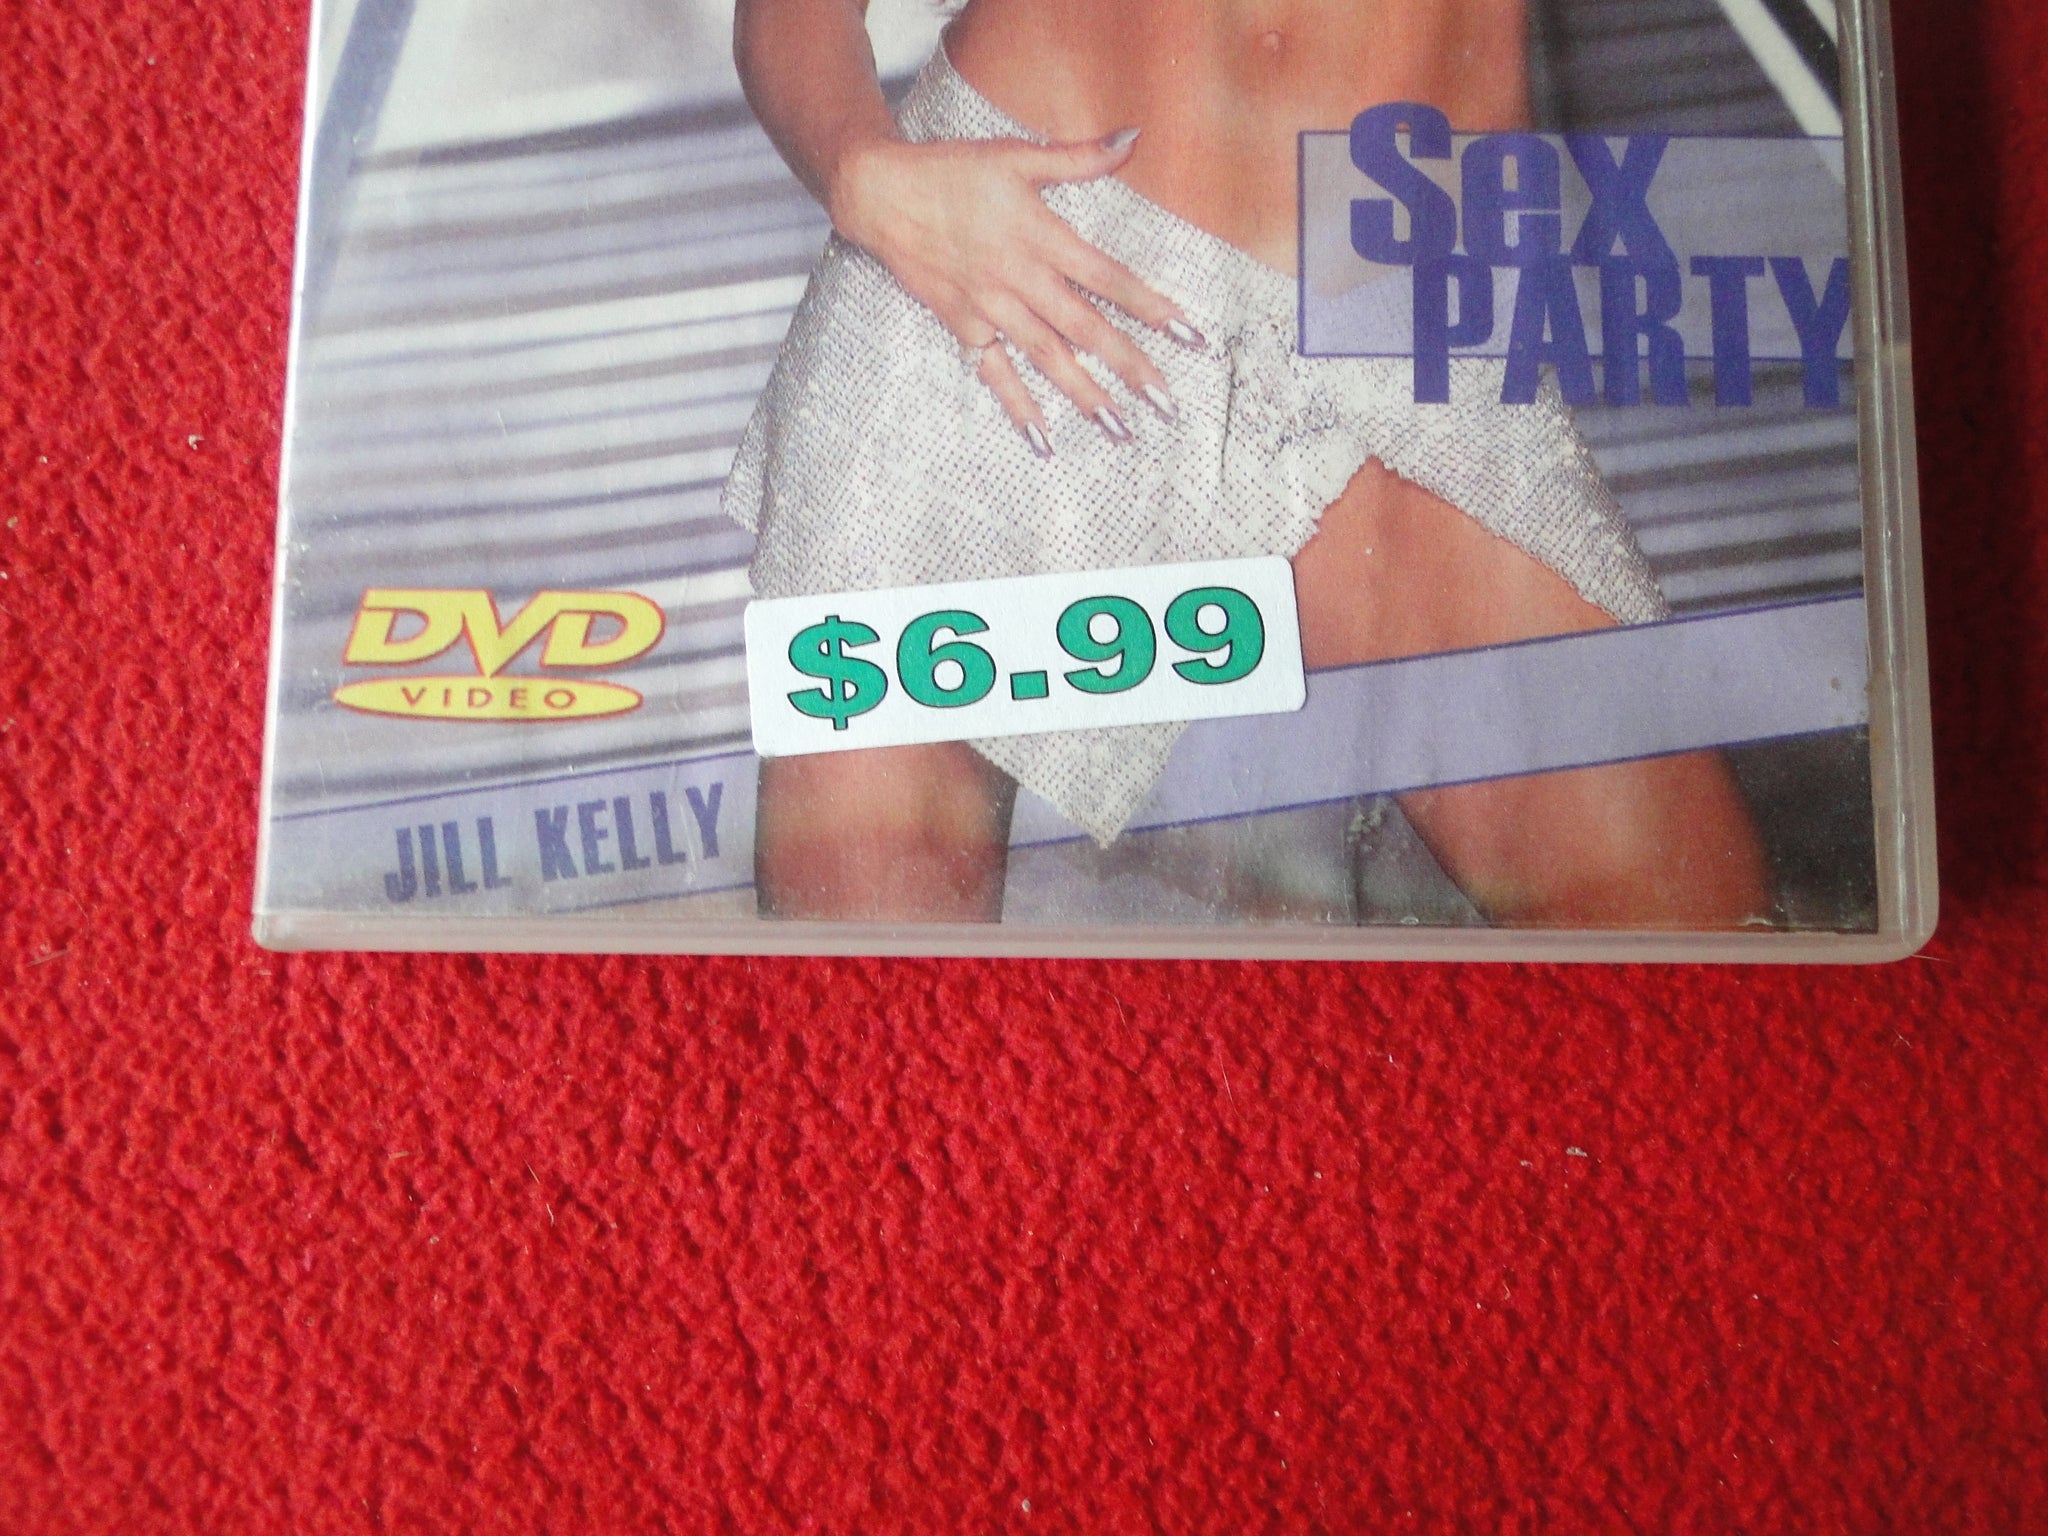 Sex
PARTY
DVD
VIDEO
$6.99
JILL KELLY